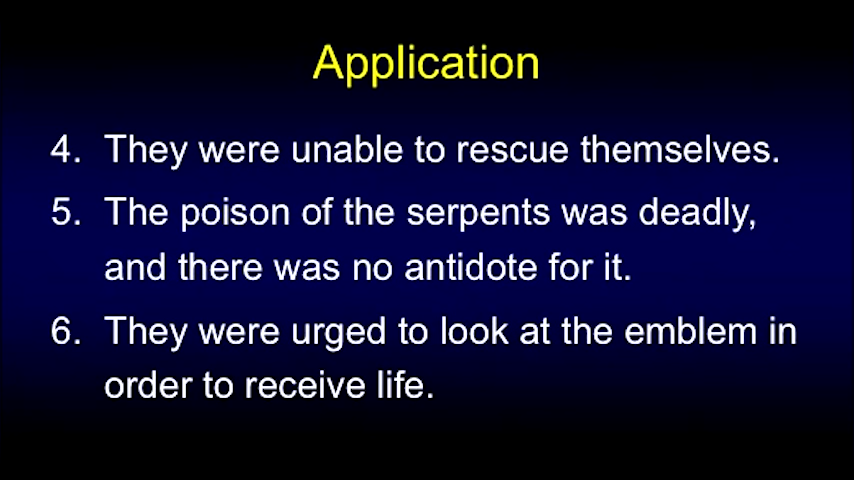 Application
4. They were unable to rescue themselves.
5. The poison of the serpents was deadly,
and there was no antidote for it.
6. They were urged to look at the emblem in
order to receive life.